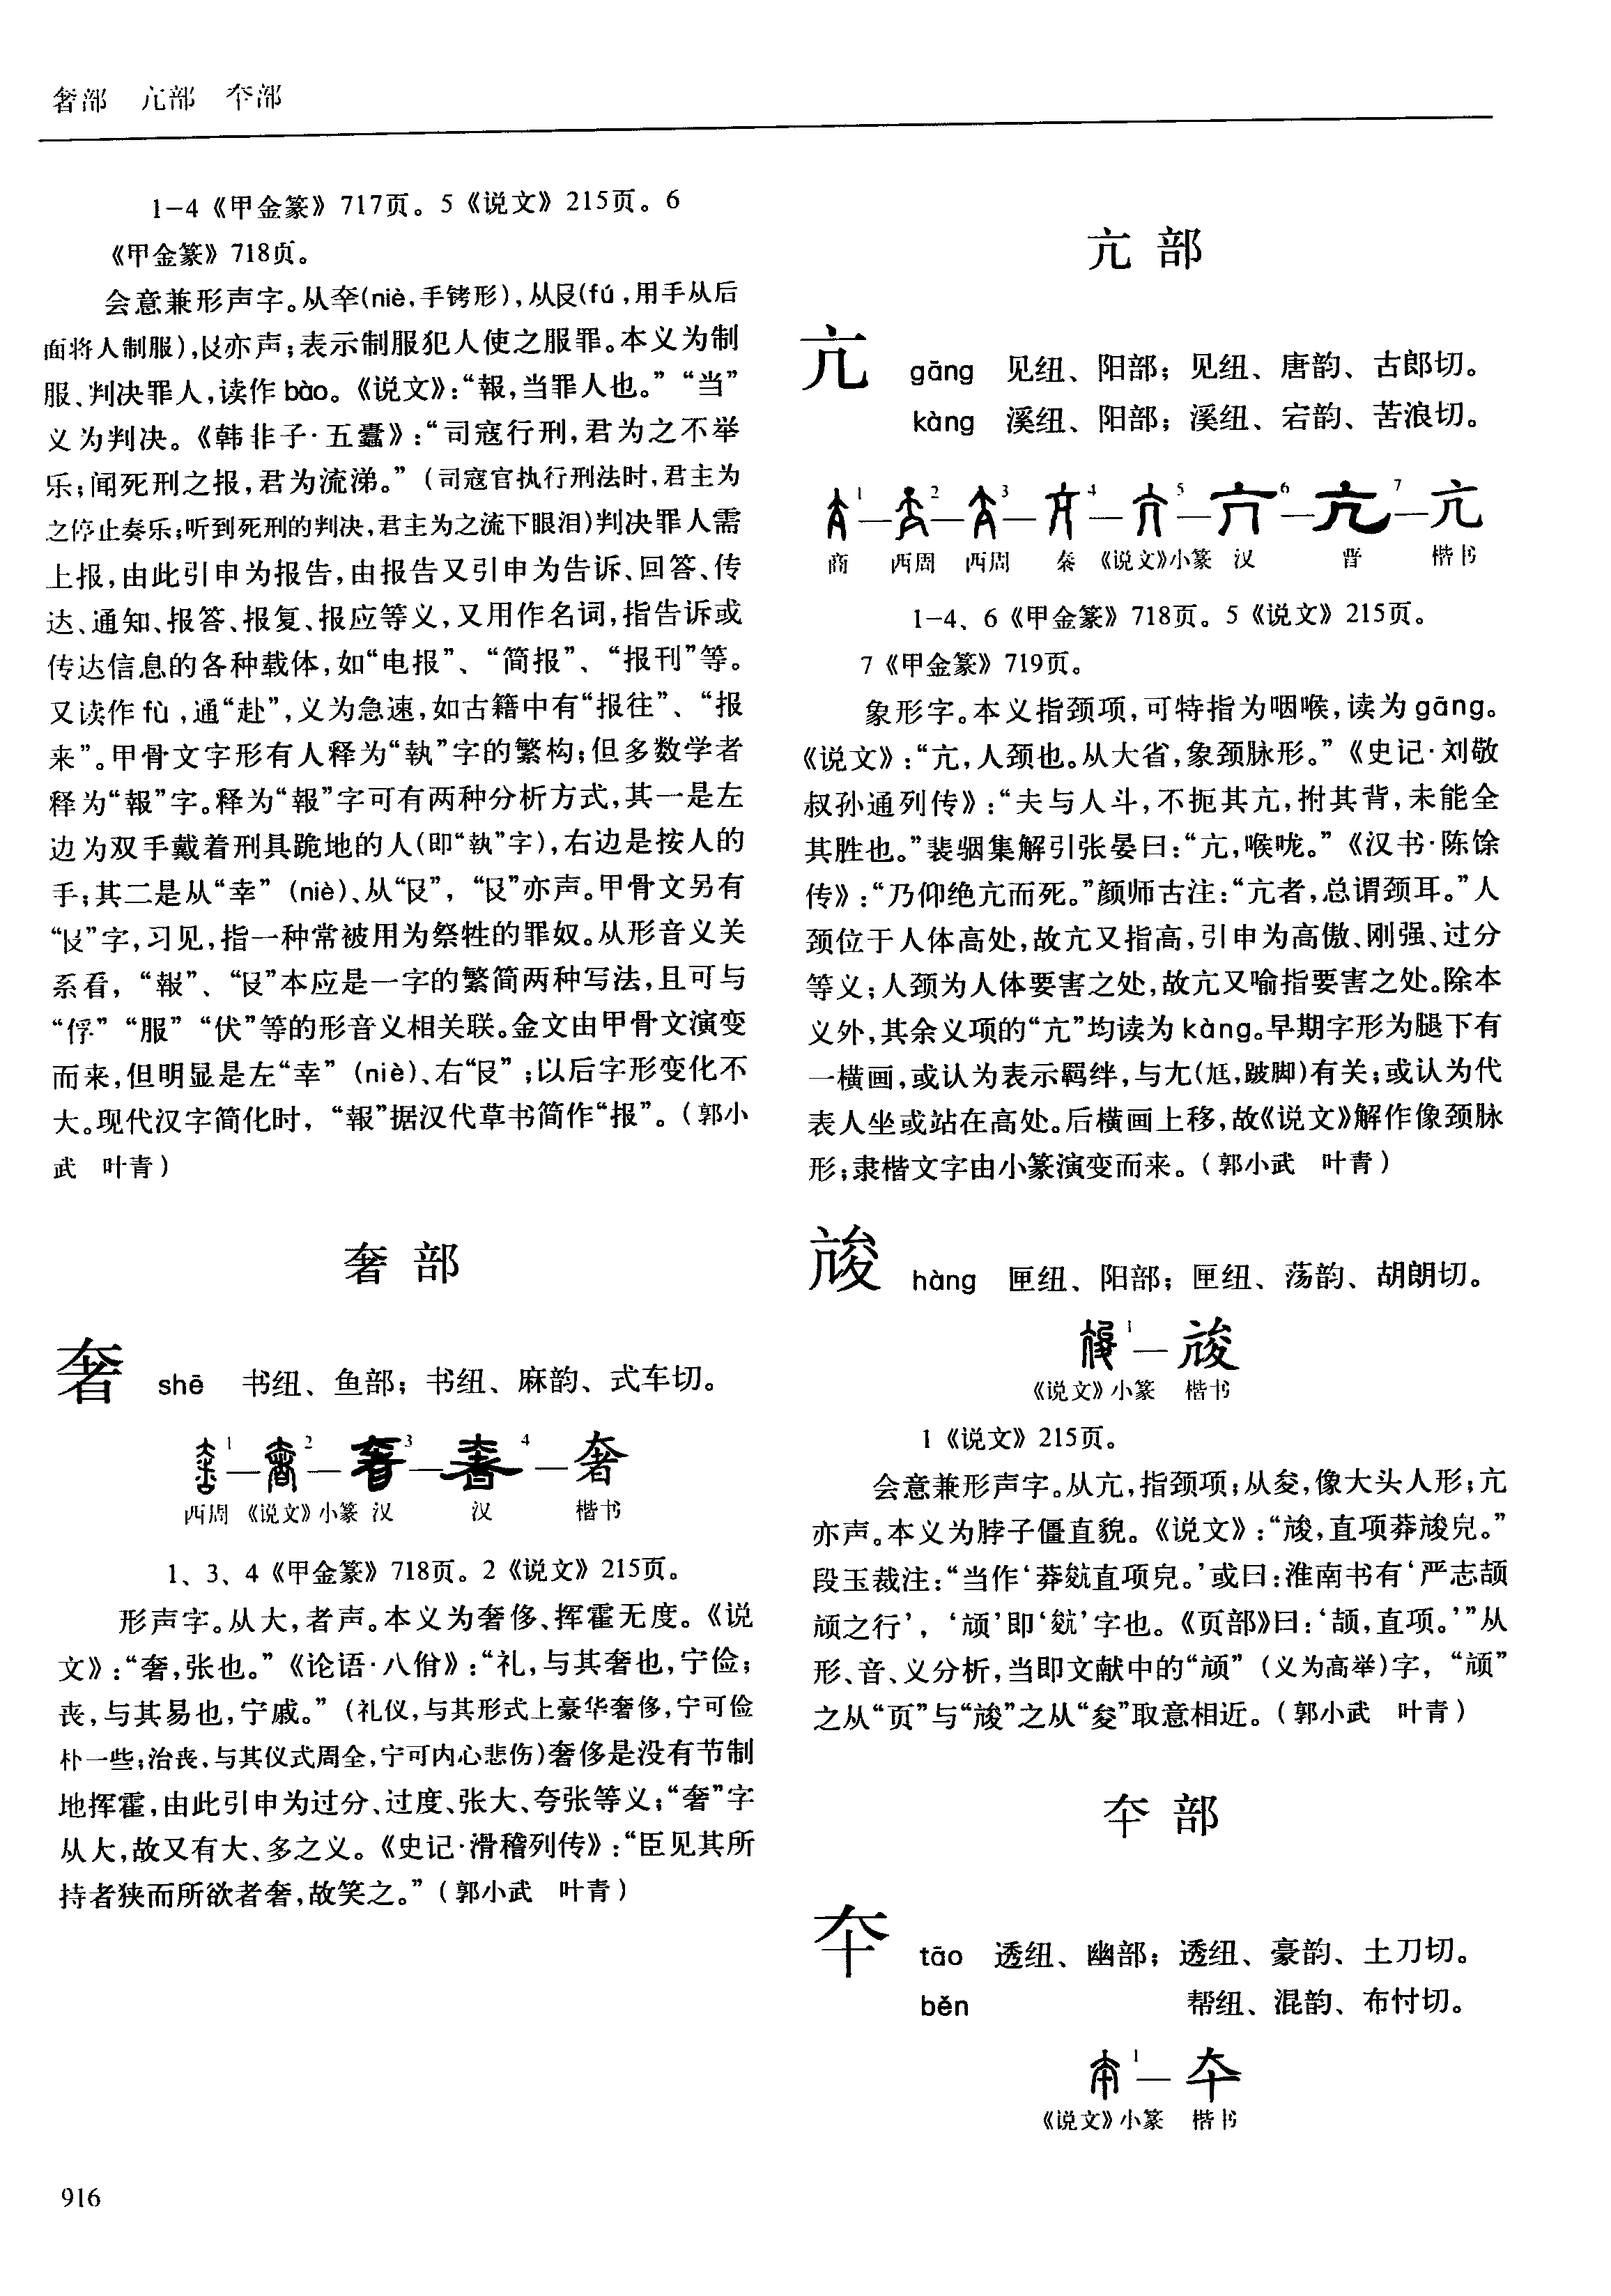 奢部　亢部　夲部
1-4《甲金篆》717页。5《说文》215页。6
《甲金篆》718页。
会意兼形声字。从㚔(niè,手铐形),从𠬝(fú,用手从后
面将人制服),𠬝亦声;表示制服犯人使之服罪。本义为制
服、判决罪人,读作bào。《说文》:“報,当罪人也。”“当”
义为判决。《韩非子·五蠹》:“司寇行刑,君为之不举
乐;闻死刑之报,君为流涕。”(司寇官执行刑法时,君主为
之停止奏乐;听到死刑的判决,君主为之流下眼泪)判决罪人需
上报,由此引申为报告,由报告又引申为告诉、回答、传
达、通知、报答、报复、报应等义,又用作名词,指告诉或
传达信息的各种载体,如“电报”、“简报”、“报刊”等。
又读作fù,通“赴”,义为急速,如古籍中有“报往”、“报
来”。甲骨文字形有人释为“執”字的繁构;但多数学者
释为“報”字。释为“報”字可有两种分析方式,其一是左
边为双手戴着刑具跪地的人(即“執”字),右边是按人的
手;其二是从“幸”(niè)、从“𠬝”,“𠬝”亦声。甲骨文另有
“𠬝”字,习见,指一种常被用为祭牲的罪奴。从形音义关
系看,“報”、“𠬝”本应是一字的繁简两种写法,且可与
“俘”“服”“伏”等的形音义相关联。金文由甲骨文演变
而来,但明显是左“幸”(niè)、右“𠬝”;以后字形变化不
大。现代汉字简化时,“報”据汉代草书简作“报”。(郭小
武　叶青)
奢部
奢 shē 书纽、鱼部;书纽、麻韵、式车切。
1 — 2 — 3 — 4 — 奢
西周 《说文》小篆 汉 汉 楷书
1、3、4《甲金篆》718页。2《说文》215页。
形声字。从大,者声。本义为奢侈、挥霍无度。《说
文》:“奢,张也。”《论语·八佾》:“礼,与其奢也,宁俭;
丧,与其易也,宁戚。”(礼仪,与其形式上豪华奢侈,宁可俭
朴一些;治丧,与其仪式周全,宁可内心悲伤)奢侈是没有节制
地挥霍,由此引申为过分、过度、张大、夸张等义;“奢”字
从大,故又有大、多之义。《史记·滑稽列传》:“臣见其所
持者狭而所欲者奢,故笑之。”(郭小武　叶青)
亢部
亢 gāng 见纽、阳部;见纽、唐韵、古郎切。
kàng 溪纽、阳部;溪纽、宕韵、苦浪切。
1 — 2 — 3 — 4 — 5 — 6 — 7 — 亢
商 西周 西周 秦 《说文》小篆 汉 晋 楷书
1-4、6《甲金篆》718页。5《说文》215页。
7《甲金篆》719页。
象形字。本义指颈项,可特指为咽喉,读为gāng。
《说文》:“亢,人颈也。从大省,象颈脉形。”《史记·刘敬
叔孙通列传》:“夫与人斗,不扼其亢,拊其背,未能全
其胜也。”裴骃集解引张晏曰:“亢,喉咙。”《汉书·陈馀
传》:“乃仰绝亢而死。”颜师古注:“亢者,总谓颈耳。”人
颈位于人体高处,故亢又指高,引申为高傲、刚强、过分
等义;人颈为人体要害之处,故亢又喻指要害之处。除本
义外,其余义项的“亢”均读为kàng。早期字形为腿下有
一横画,或认为表示羁绊,与尢(尪,跛脚)有关;或认为代
表人坐或站在高处。后横画上移,故《说文》解作像颈脉
形;隶楷文字由小篆演变而来。(郭小武　叶青)
䟘 hàng 匣纽、阳部;匣纽、荡韵、胡朗切。
1 —
《说文》小篆 楷书
1《说文》215页。
会意兼形声字。从亢,指颈项;从夋,像大头人形;亢
亦声。本义为脖子僵直貌。《说文》:“,直项莽皃。”
段玉裁注:“当作‘莽直项皃。’或曰:淮南书有‘严志颉
颃之行’,‘颃’即‘’字也。《页部》曰:‘颉,直项。’”从
形、音、义分析,当即文献中的“颃”(义为高举)字,“颃”
之从“页”与“”之从“夋”取意相近。(郭小武　叶青)
夲部
夲 tāo 透纽、幽部;透纽、豪韵、土刀切。
běn 帮纽、混韵、布忖切。
1 — 夲
《说文》小篆 楷书
916